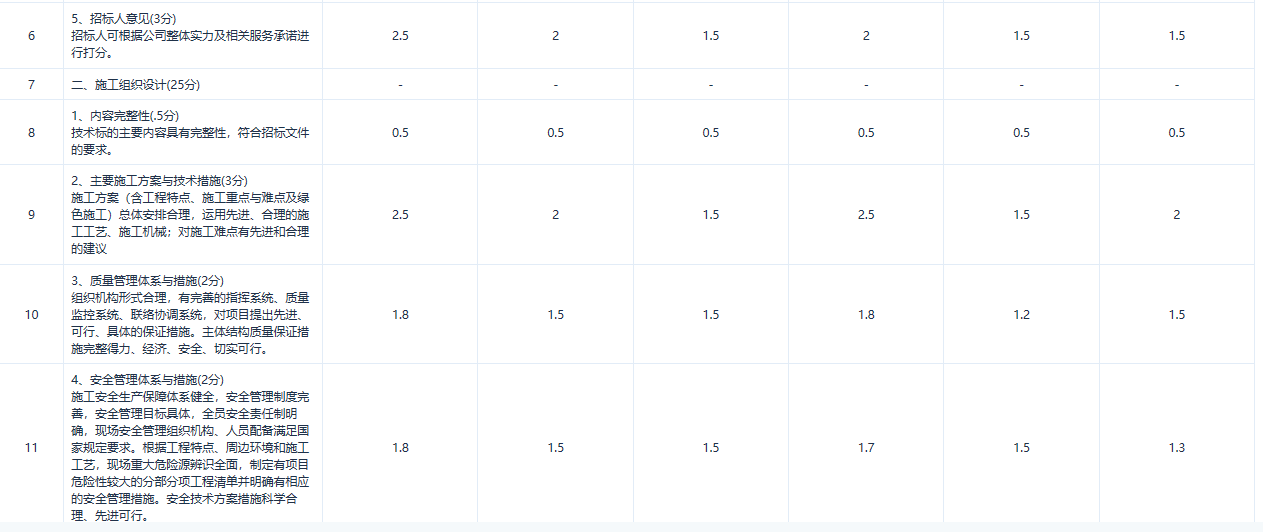 5、招标人意见(3分)
6 招标人可根据公司整体实力及相关服务承诺进 2.5 2 1.5 2 1.5 1.5
行打分。
7 二、施工组织设计(25分) - - - - - -
1、内容完整性(.5分)
8 技术标的主要内容具有完整性，符合招标文件 0.5 0.5 0.5 0.5 0.5 0.5
的要求。
2、主要施工方案与技术措施(3分)
施工方案（含工程特点、施工重点与难点及绿
9 色施工）总体安排合理，运用先进、合理的施 2.5 2 1.5 2.5 1.5 2
工工艺、施工机械；对施工难点有先进和合理
的建议
3、质量管理体系与措施(2分)
组织机构形式合理，有完善的指挥系统、质量
10 监控系统、联络协调系统，对项目提出先进、 1.8 1.5 1.5 1.8 1.2 1.5
可行、具体的保证措施。主体结构质量保证措
施完整得力、经济、安全、切实可行。
4、安全管理体系与措施(2分)
施工安全生产保障体系健全，安全管理制度完
善，安全管理目标具体，全员安全责任制明
确，现场安全管理组织机构、人员配备满足国
11 家规定要求。根据工程特点、周边环境和施工 1.8 1.5 1.5 1.7 1.5 1.3
工艺，现场重大危险源辨识全面，制定有项目
危险性较大的分部分项工程清单并明确有相应
的安全管理措施。安全技术方案措施科学合
理、先进可行。